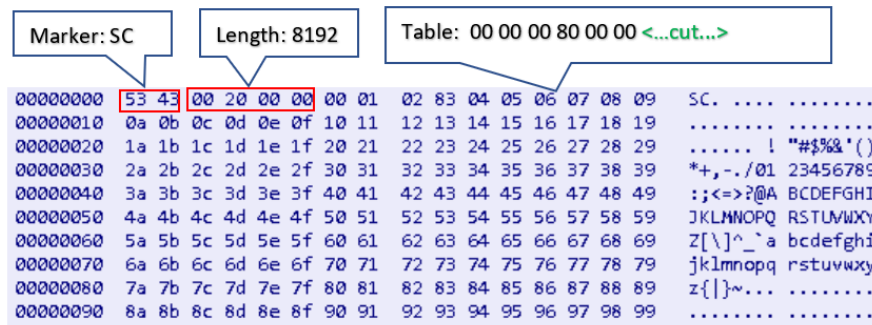 Marker: SC
Length: 8192
Table: 00 00 00 80 00 00 <...cut...>
00000000 53 43 00 20 00 00 00 01 02 83 04 05 06 07 08 09 SC. .... ........
00000010 0a 0b 0c 0d 0e 0f 10 11 12 13 14 15 16 17 18 19 ........ ........
00000020 1a 1b 1c 1d 1e 1f 20 21 22 23 24 25 26 27 28 29 ...... ! "#$%&'()
00000030 2a 2b 2c 2d 2e 2f 30 31 32 33 34 35 36 37 38 39 *+,-./01 23456789
00000040 3a 3b 3c 3d 3e 3f 40 41 42 43 44 45 46 47 48 49 :;<=>?@A BCDEFGHI
00000050 4a 4b 4c 4d 4e 4f 50 51 52 53 54 55 56 57 58 59 JKLMNOPQ RSTUVWXY
00000060 5a 5b 5c 5d 5e 5f 60 61 62 63 64 65 66 67 68 69 Z[\]^_`a bcdefghi
00000070 6a 6b 6c 6d 6e 6f 70 71 72 73 74 75 76 77 78 79 jklmnopq rstuvwxy
00000080 7a 7b 7c 7d 7e 7f 80 81 82 83 84 85 86 87 88 89 z{|}~... ........
00000090 8a 8b 8c 8d 8e 8f 90 91 92 93 94 95 96 97 98 99 ........ ........